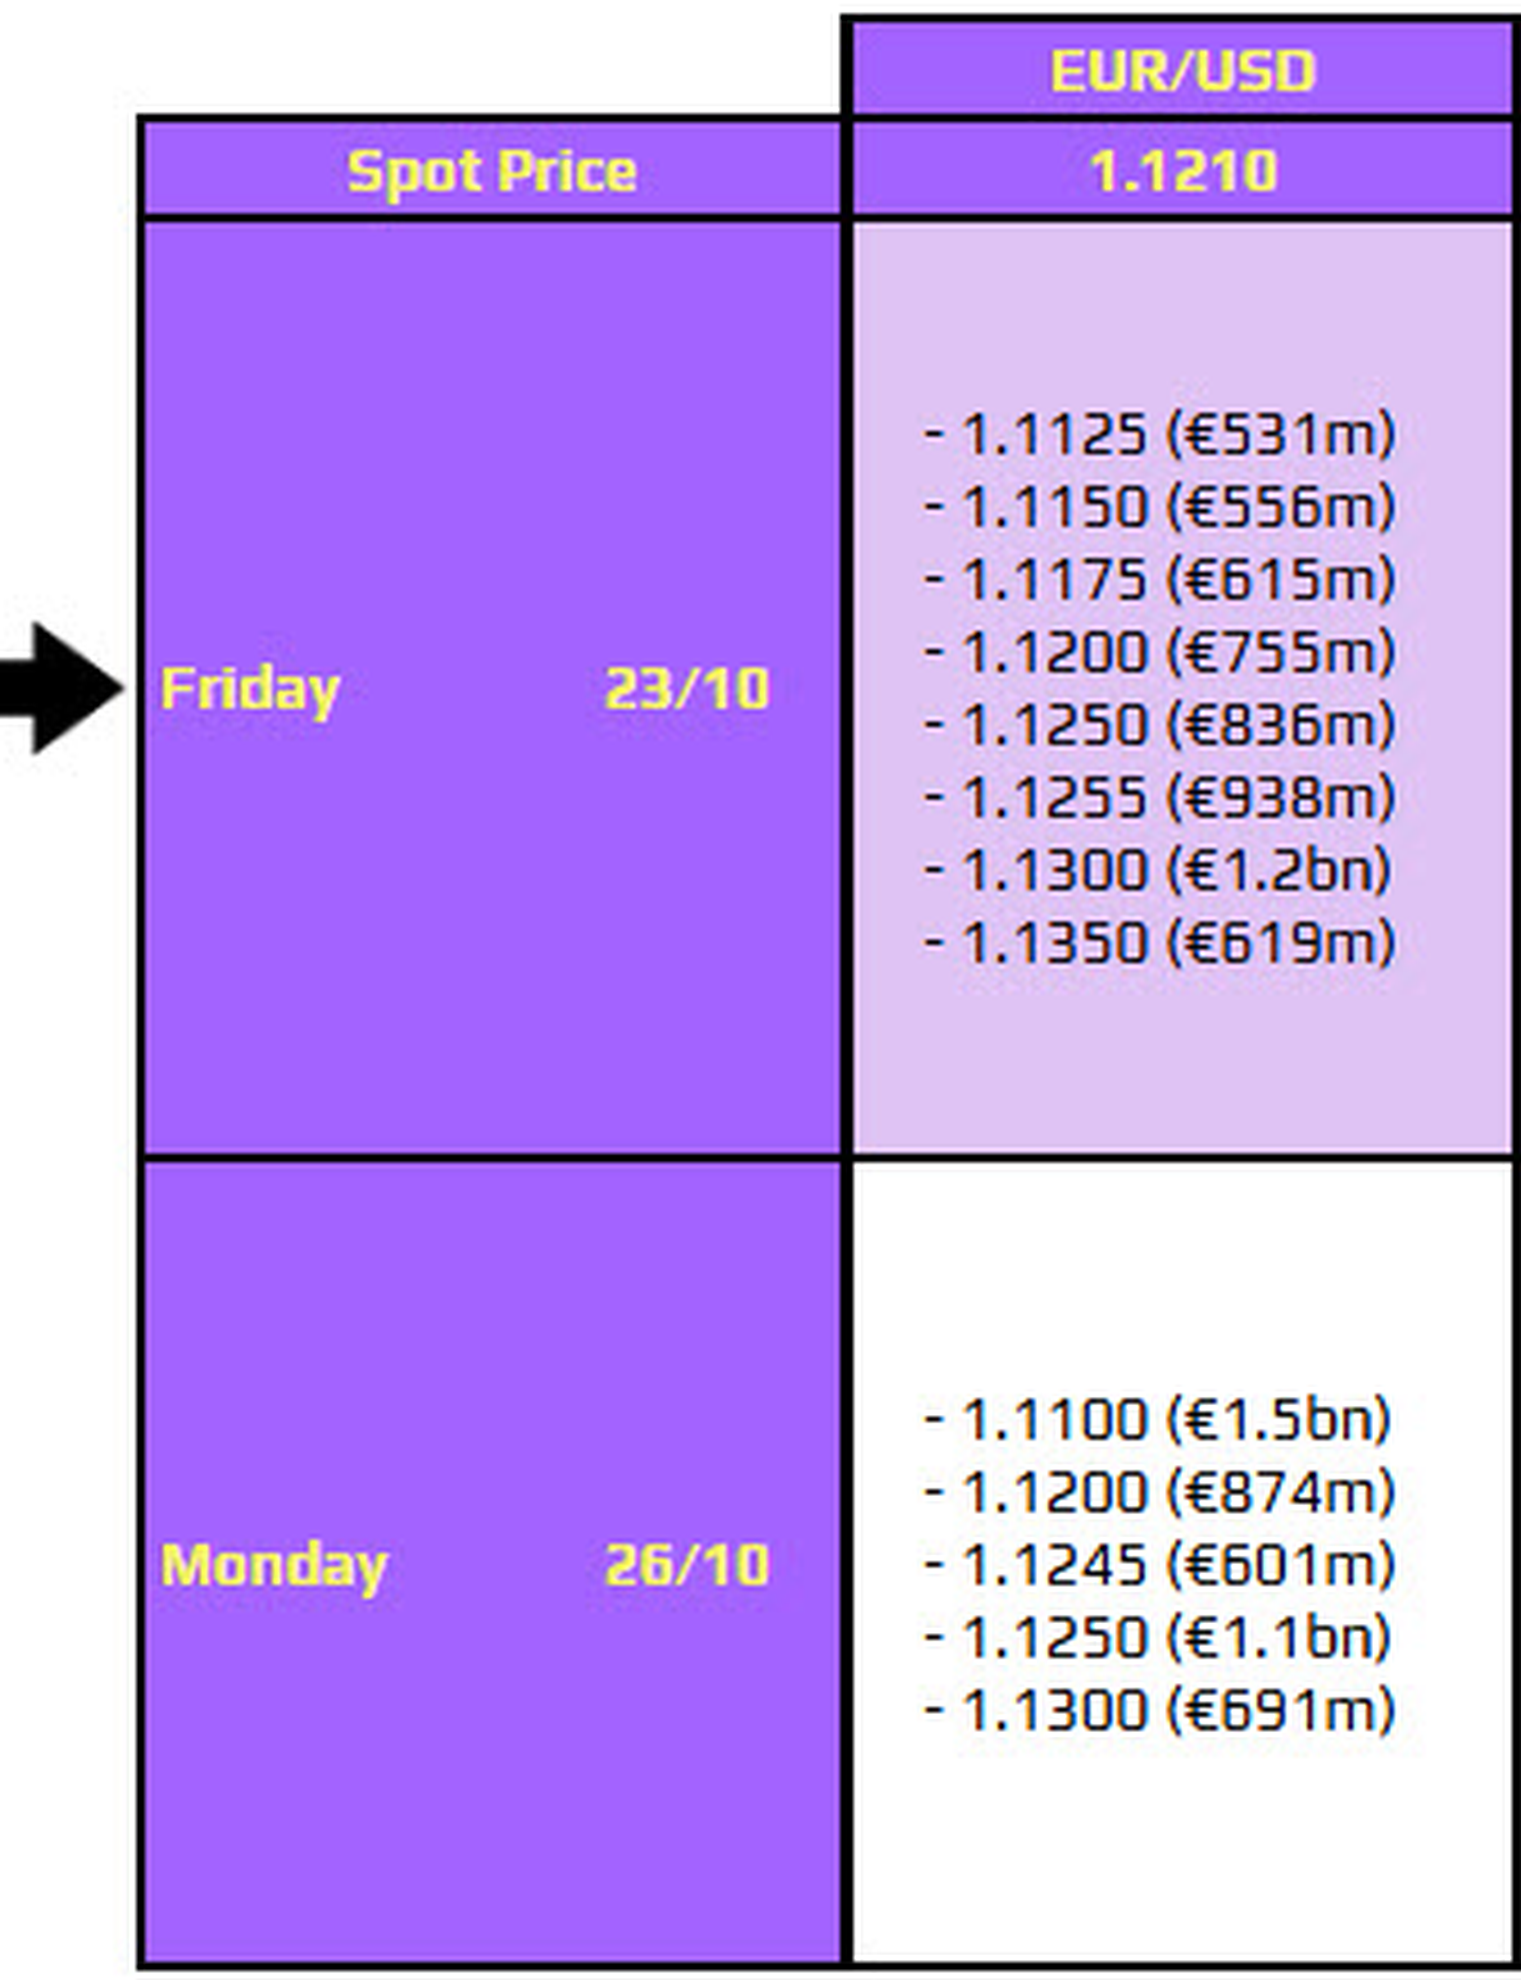 EUR/USD
Spot Price 1.1210
Friday 23/10
- 1.1125 (€531m)
- 1.1150 (€556m)
- 1.1175 (€615m)
- 1.1200 (€755m)
- 1.1250 (€836m)
- 1.1255 (€938m)
- 1.1300 (€1.2bn)
- 1.1350 (€619m)
Monday 26/10
- 1.1100 (€1.5bn)
- 1.1200 (€874m)
- 1.1245 (€601m)
- 1.1250 (€1.1bn)
- 1.1300 (€691m)